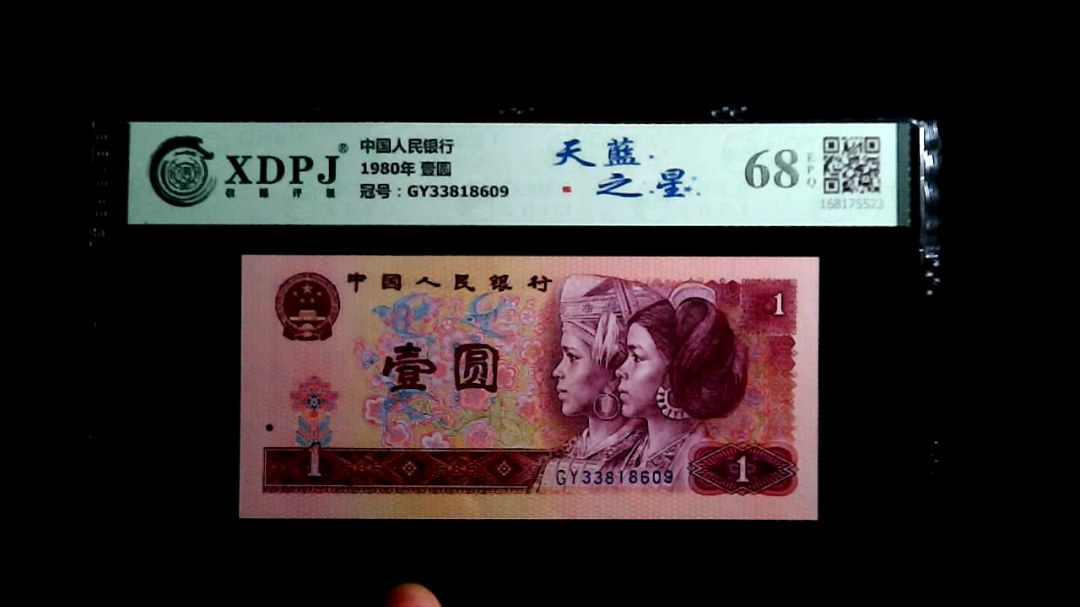 XDPJ®
中国人民银行
1980年 壹圆
冠号：GY33818609
天蓝
之星
68
EPQ
168175523
中国人民银行
1
壹圆
1
GY33818609
1